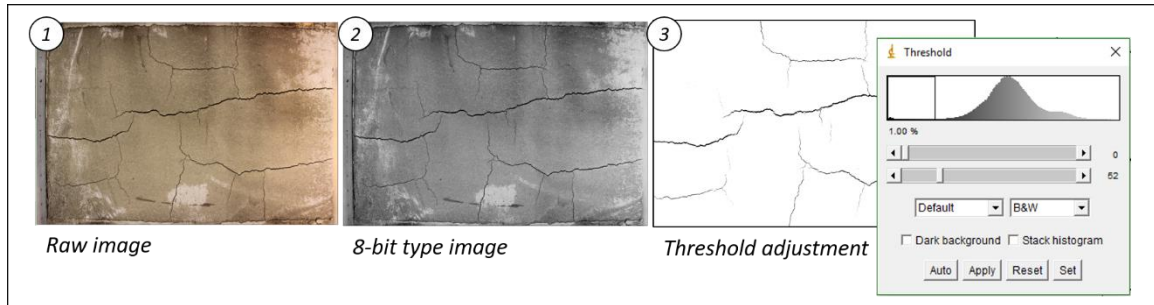 1
2
3
Threshold
1.00 %
0
52
Default
B&W
Dark background
Stack histogram
Auto
Apply
Reset
Set
Raw image
8-bit type image
Threshold adjustment